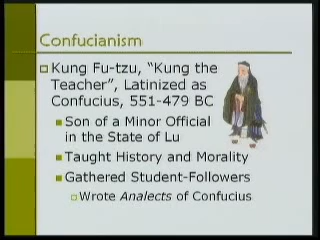 Confucianism
Kung Fu-tzu, “Kung the
Teacher”, Latinized as
Confucius, 551-479 BC
Son of a Minor Official
in the State of Lu
Taught History and Morality
Gathered Student-Followers
Wrote Analects of Confucius